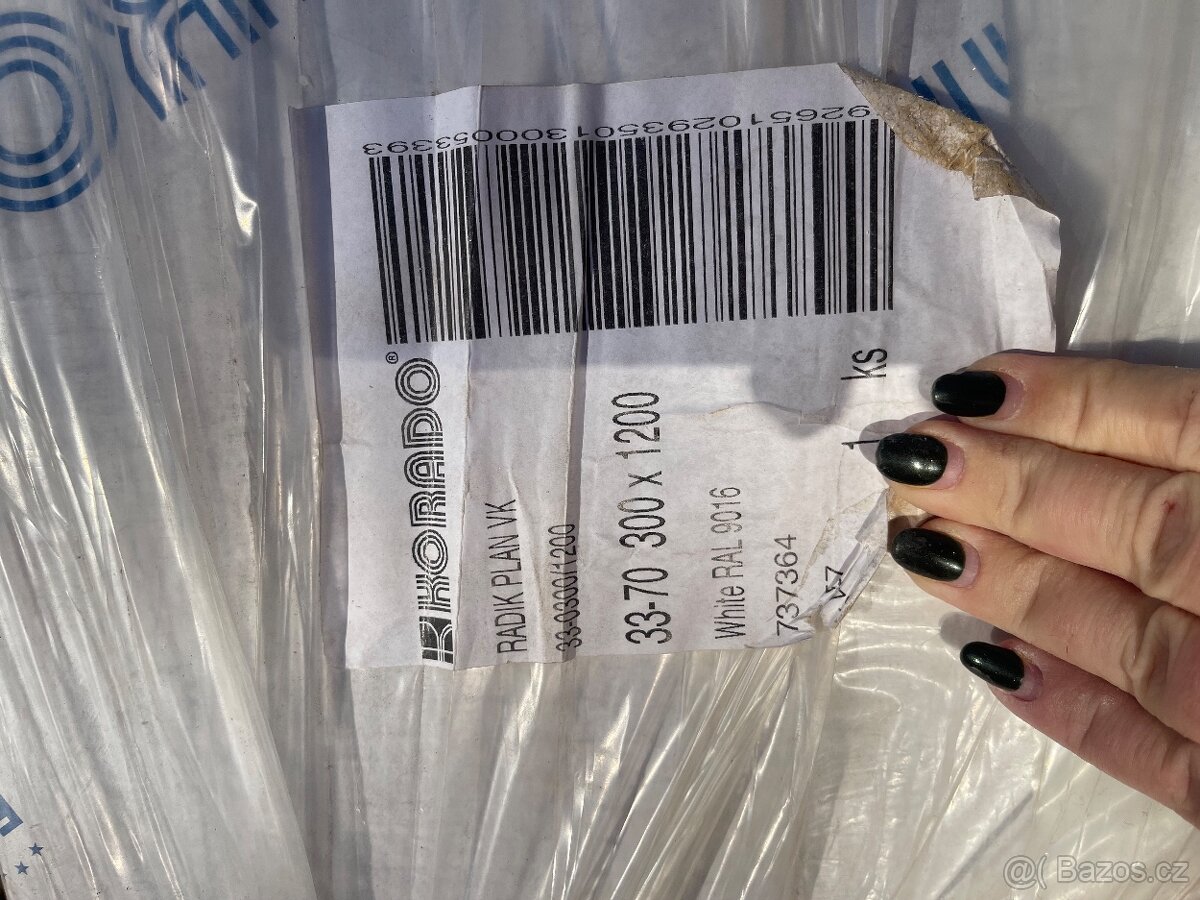 KORADO®
RADIK PLAN VK
33-0300/1200
33-70 300 x 1200
White RAL 9016
737364
1 ks
92651029350130005393
Bazos.cz